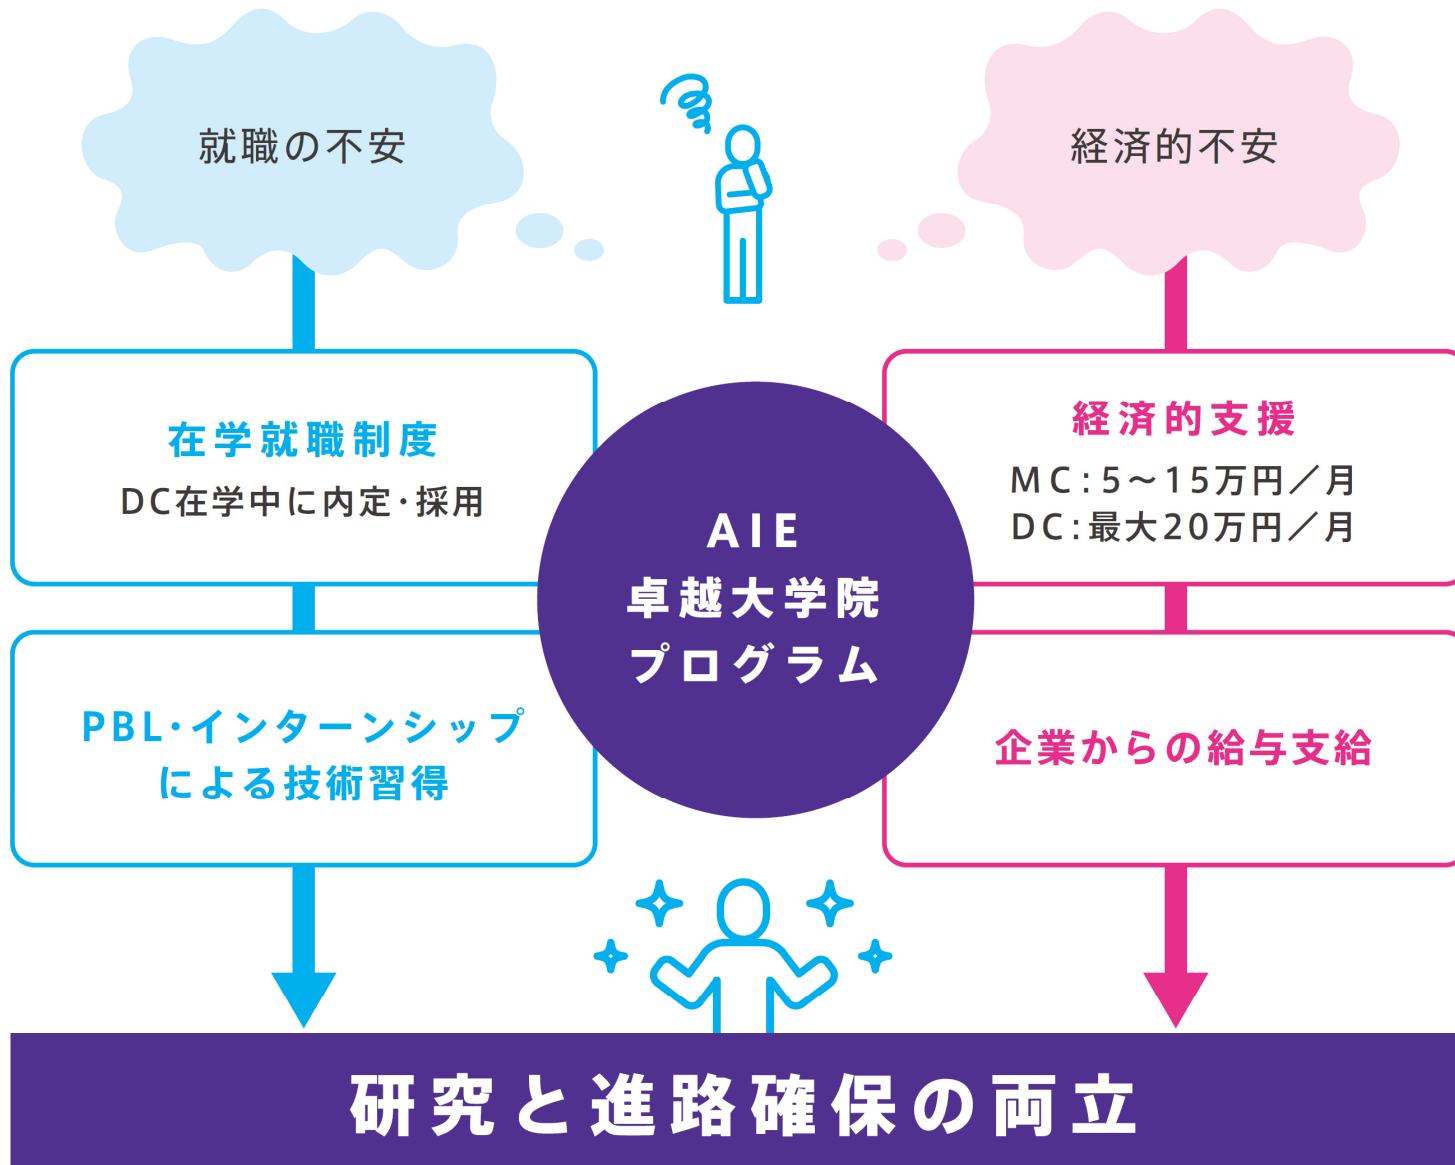 就職の不安
経済的不安
在学就職制度
DC在学中に内定･採用
経済的支援
MC:5～15万円／月
DC:最大20万円／月
AIE
卓越大学院
プログラム
PBL･インターンシップ
による技術習得
企業からの給与支給
研究と進路確保の両立